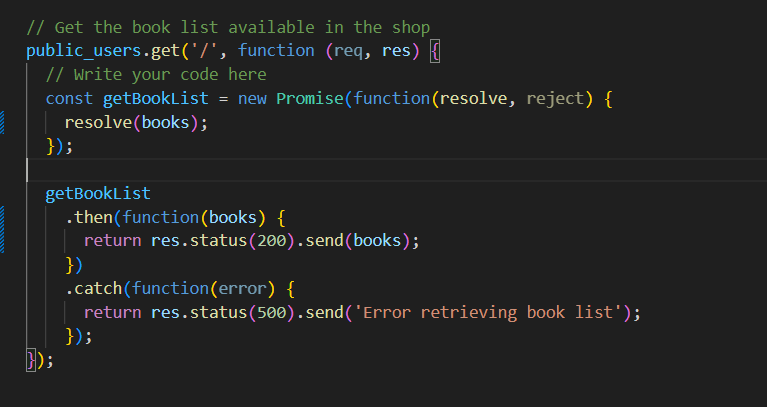 // Get the book list available in the shop
public_users.get('/', function (req, res) {
  // Write your code here
  const getBookList = new Promise(function(resolve, reject) {
    resolve(books);
  });

  getBookList
    .then(function(books) {
      return res.status(200).send(books);
    })
    .catch(function(error) {
      return res.status(500).send('Error retrieving book list');
    });
});